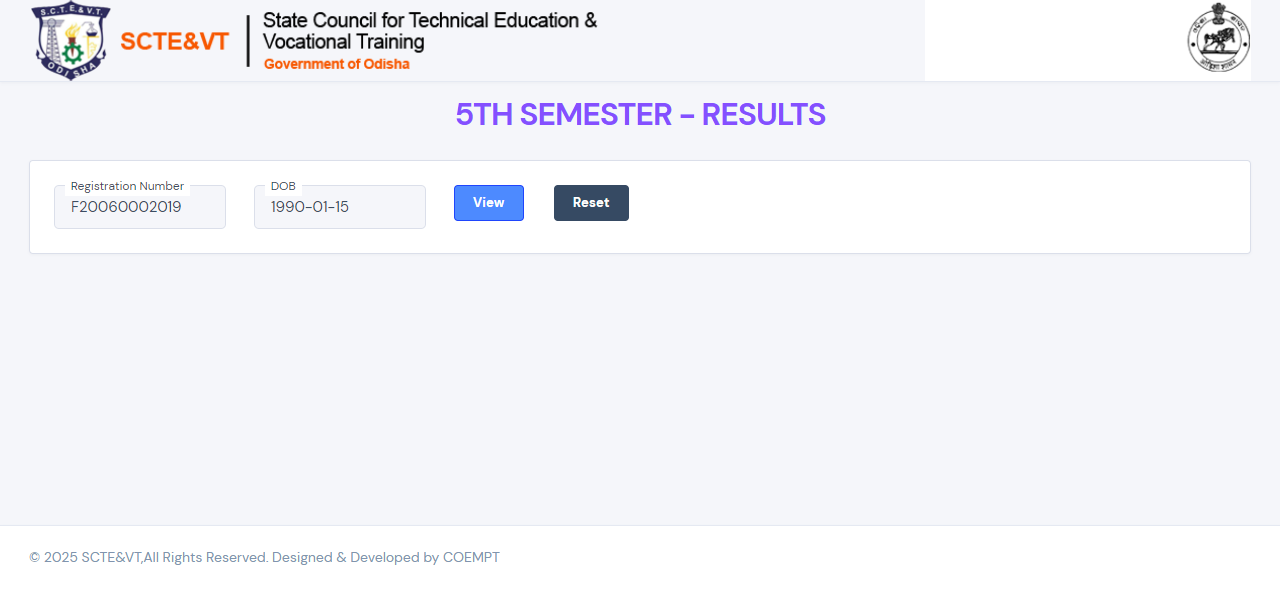 S.C.T.E.& V.T.
ODISHA
SCTE&VT
State Council for Technical Education &
Vocational Training
Government of Odisha
5TH SEMESTER - RESULTS
Registration Number
F20060002019
DOB
1990-01-15
View
Reset
© 2025 SCTE&VT,All Rights Reserved. Designed & Developed by COEMPT